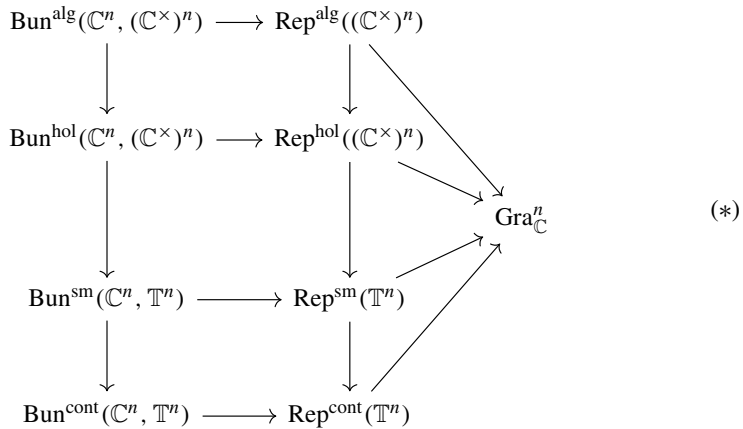 Bun^alg(ℂ^n, (ℂ^×)^n) ⟶ Rep^alg((ℂ^×)^n)
Bun^hol(ℂ^n, (ℂ^×)^n) ⟶ Rep^hol((ℂ^×)^n)
Gra^n_ℂ (∗)
Bun^sm(ℂ^n, 𝕋^n) ⟶ Rep^sm(𝕋^n)
Bun^cont(ℂ^n, 𝕋^n) ⟶ Rep^cont(𝕋^n)